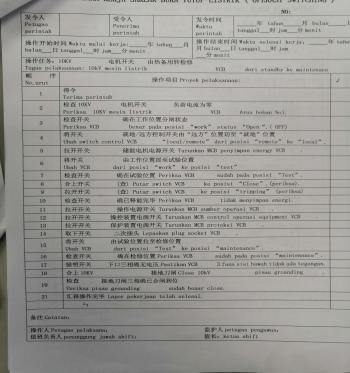 NO:
发令人 受令人 发令时间
Petugas Penerima Waktu 年 tahun 月 bulan
perintah perintah perintah 日 tanggal 时 jam 分 menit
操作开始时间 Waktu mulai kerja: 年 tahun 月 操作结束时间 Waktu selesai kerja: 年 tahun
bulan 日 tanggal 时 jam 分 menit 月 bulan 日 tanggal 时 jam 分 menit
操作任务: 10KV 电机开关 由热备用转检修
Tugas pelaksanaan: 10KV mesin listrik VCB dari standby ke maintenance
顺 序 操作项目 Proyek pelaksanaan:
No.urut
1 得令
Terima perintah
2 检查 10KV 电机开关 负荷电流为零
Periksa 10KV mesin listrik VCB Arus beban Nol.
3 检查开关 确在工作位置分闸状态
Periksa VCB benar pada posisi "work" status "Open". ( OFF)
4 将开关 就地/远方控制开关由"远方"位置切至"就地"位置
Ubah switch control VCB "local/remote" dari posisi "remote" ke "local"
5 拉开开关 储能电机电源开关 Turunkan MCB penyimpan energy VCB
6 将开关 由工作位置摇至试验位置
Ubah VCB dari posisi "work" ke posisi "test"
7 检查开关 确在试验位置 Periksa VCB sudah pada posisi "Test".
8 合上开关 (查) Putar switch VCB ke posisi "Close". (periksa)
9 拉开开关 (查) Putar switch VCB ke posisi "tripping" (periksa)
10 检查开关 确已释能完毕 Periksa VCB tidak menyimpan energi.
11 拉开开关 操作电源开关 Turunkan MCB sumber operasi VCB
12 拉开开关 操控装置电源开关 Turunkan MCB control operasi equipment VCB
13 拉开开关 保护装置电源开关 Turunkan MCB proteksi VCB
14 取下开关 二次插头 Lepaskan plug socket VCB
15 将开关 由试验位置拉至检修位置
Ubah VCB dari posisi "test" ke posisi "maintenance".
16 检查开关 确在检修位置 Periksa VCB sudah pada posisi "maintenance".
17 验明开关 下口三相确无电压 Pastikan VCB 3 fasa sisi bawah tidak ada tegangan.
18 合上 10KV 接地刀闸 Close 10KV pisau grounding
19 检查 接地刀闸三相确已合闸到位
Periksa pisau grounding sudah benar close.
21 汇报操作完毕 Lapor pekerjaan telah selesai.
备注 Catatan:
操作人 Petugas pelaksana: 监护人 petugas pengawas:
值班负责人 penanggung jawab shift: 值长: Ketua shift: